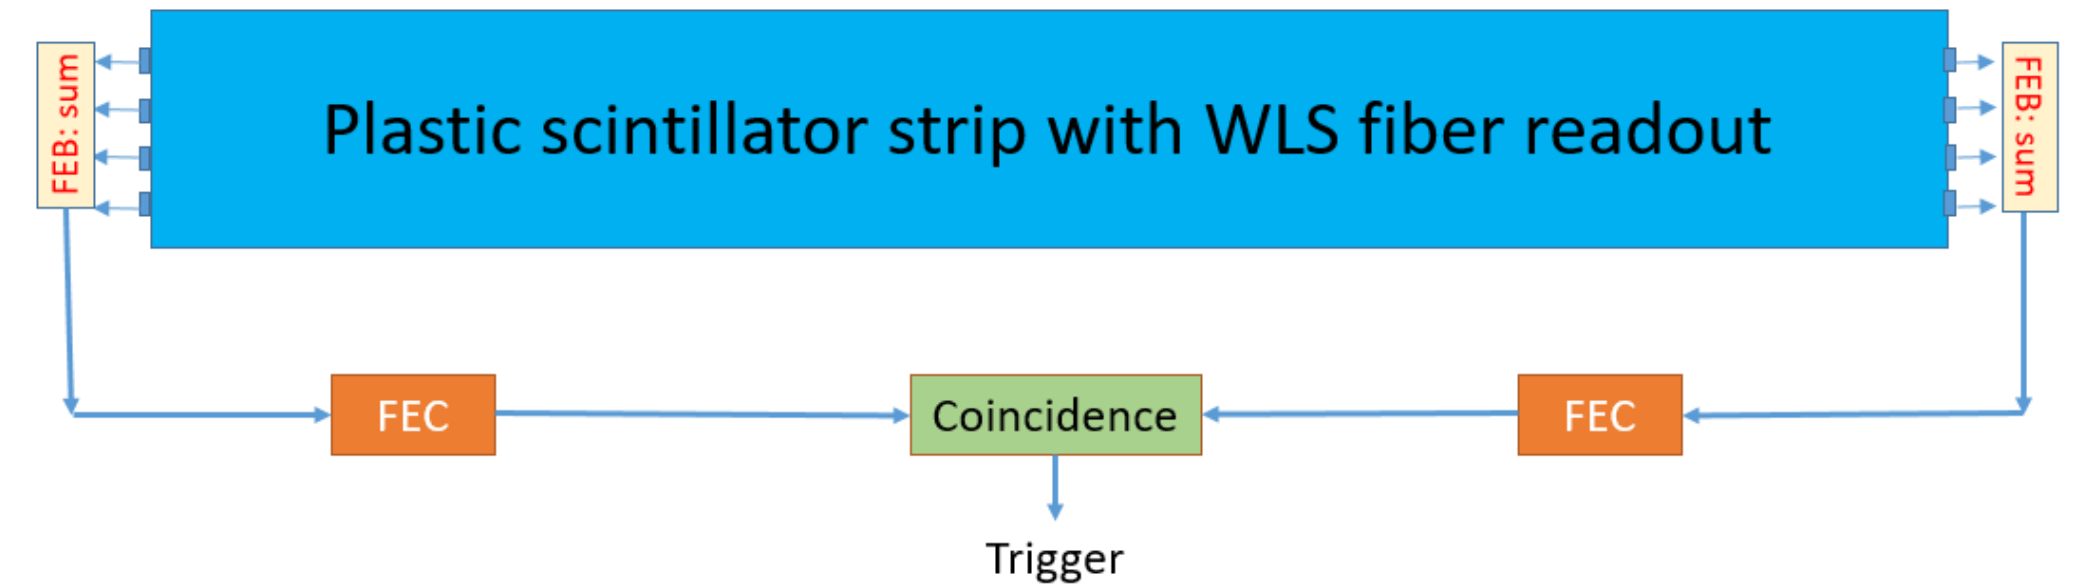 FEB: sum
Plastic scintillator strip with WLS fiber readout
FEB: sum
FEC
Coincidence
FEC
Trigger